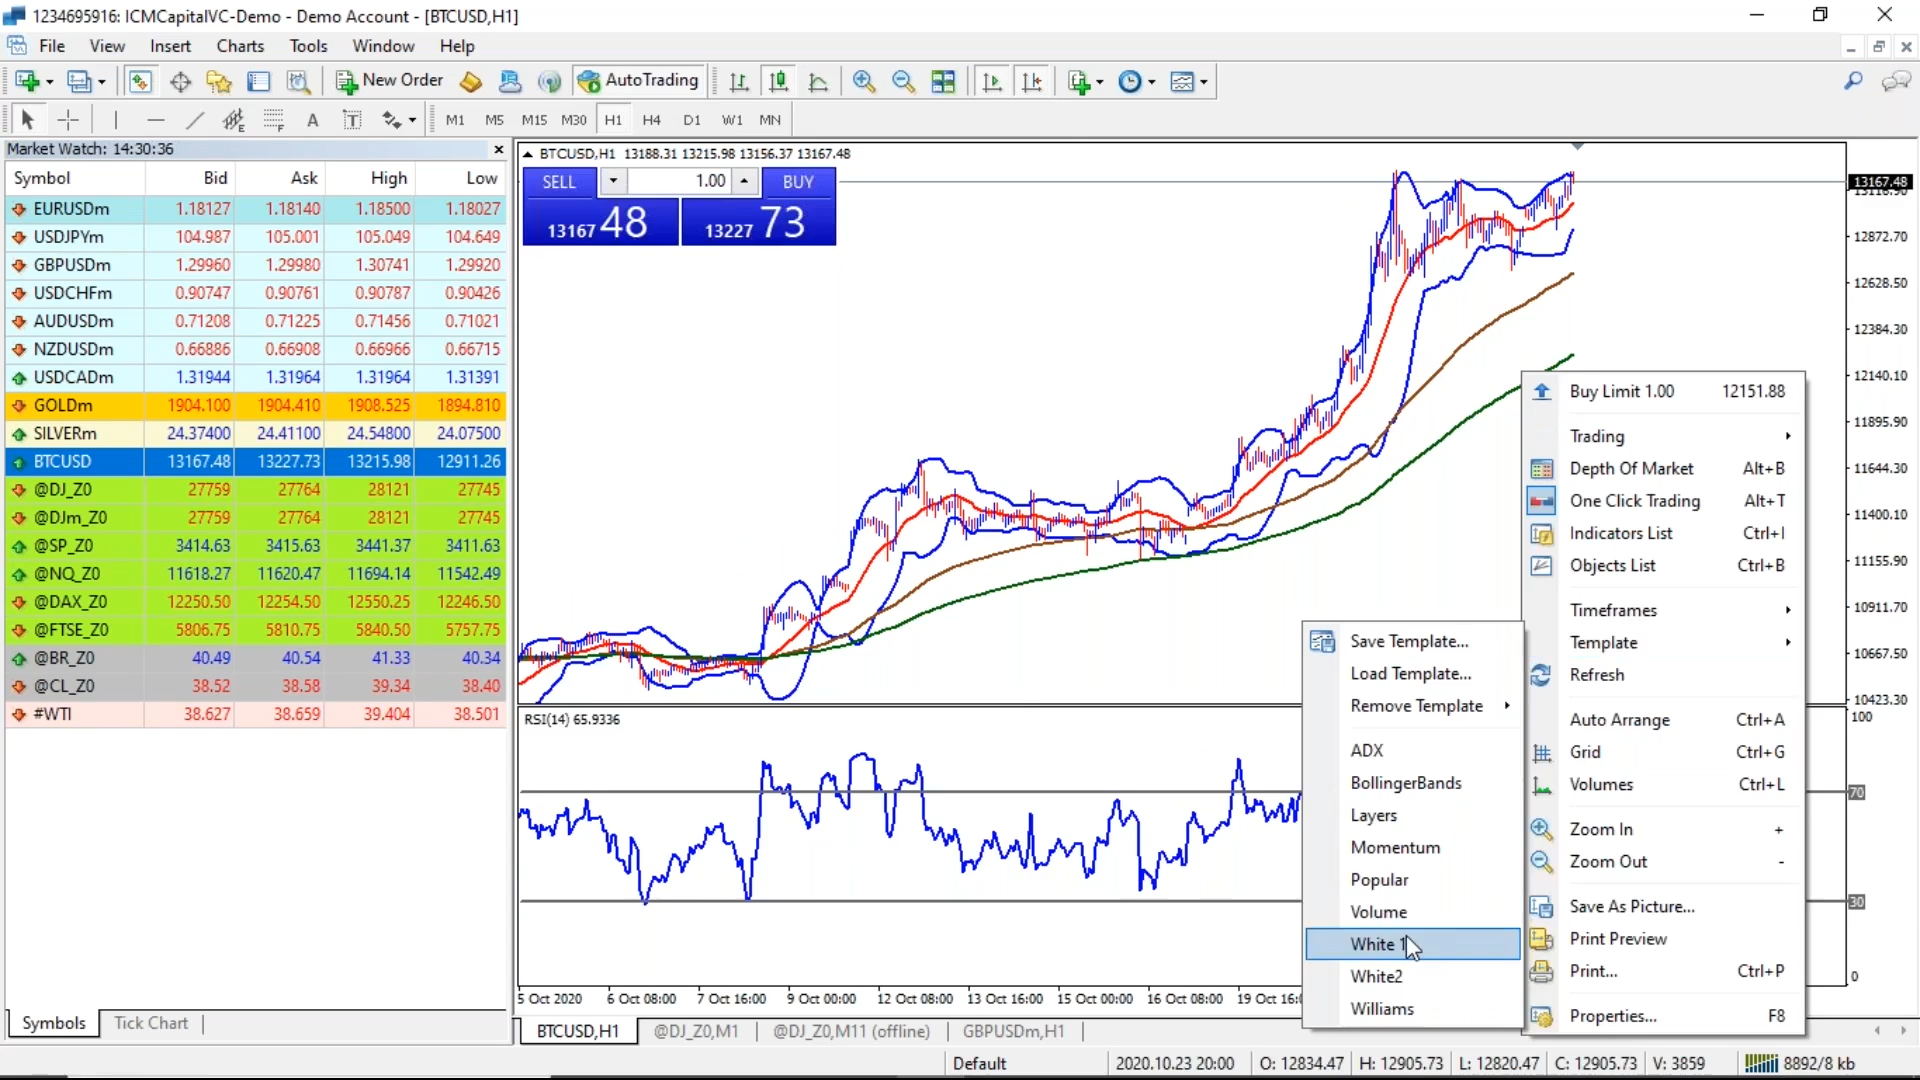 1234695916: ICMCapitalVC-Demo - Demo Account - [BTCUSD,H1]
File View Insert Charts Tools Window Help
New Order AutoTrading
A T M1 M5 M15 M30 H1 H4 D1 W1 MN
Market Watch: 14:30:36
Symbol Bid Ask High Low
EURUSDm 1.18127 1.18140 1.18500 1.18027
USDJPYm 104.987 105.001 105.049 104.649
GBPUSDm 1.29960 1.29980 1.30741 1.29920
USDCHFm 0.90747 0.90761 0.90787 0.90426
AUDUSDm 0.71208 0.71225 0.71456 0.71021
NZDUSDm 0.66886 0.66908 0.66966 0.66715
USDCADm 1.31944 1.31964 1.31964 1.31391
GOLDm 1904.100 1904.410 1908.525 1894.810
SILVERm 24.37400 24.41100 24.54800 24.07500
BTCUSD 13167.48 13227.73 13215.98 12911.26
@DJ_Z0 27759 27764 28121 27745
@DJm_Z0 27759 27764 28121 27745
@SP_Z0 3414.63 3415.63 3441.37 3411.63
@NQ_Z0 11618.27 11620.47 11694.14 11542.49
@DAX_Z0 12250.50 12254.50 12550.25 12246.50
@FTSE_Z0 5806.75 5810.75 5840.50 5757.75
@BR_Z0 40.49 40.54 41.33 40.34
@CL_Z0 38.52 38.58 39.34 38.40
#WTI 38.627 38.659 39.404 38.501
Symbols Tick Chart
BTCUSD,H1 13188.31 13215.98 13156.37 13167.48
SELL 1.00 BUY
13167 48 13227 73
13167.48
12872.70
12628.50
12384.30
12140.10
11895.90
11644.30
11400.10
11155.90
10911.70
10667.50
10423.30
RSI(14) 65.9336
100
70
30
0
5 Oct 2020 6 Oct 08:00 7 Oct 16:00 9 Oct 00:00 12 Oct 08:00 13 Oct 16:00 15 Oct 00:00 16 Oct 08:00
Save Template...
Load Template...
Remove Template
ADX
BollingerBands
Layers
Momentum
Popular
Volume
White 1
White2
Williams
Buy Limit 1.00 12151.88
Trading
Depth Of Market Alt+B
One Click Trading Alt+T
Indicators List Ctrl+I
Objects List Ctrl+B
Timeframes
Template
Refresh
Auto Arrange Ctrl+A
Grid Ctrl+G
Volumes Ctrl+L
Zoom In +
Zoom Out -
Save As Picture...
Print Preview
Print... Ctrl+P
Properties... F8
BTCUSD,H1 @DJ_Z0,M1 @DJ_Z0,M11 (offline) GBPUSDm,H1
Default 2020.10.23 20:00 O: 12834.47 H: 12905.73 L: 12820.47 C: 12905.73 V: 3859 8892/8 kb